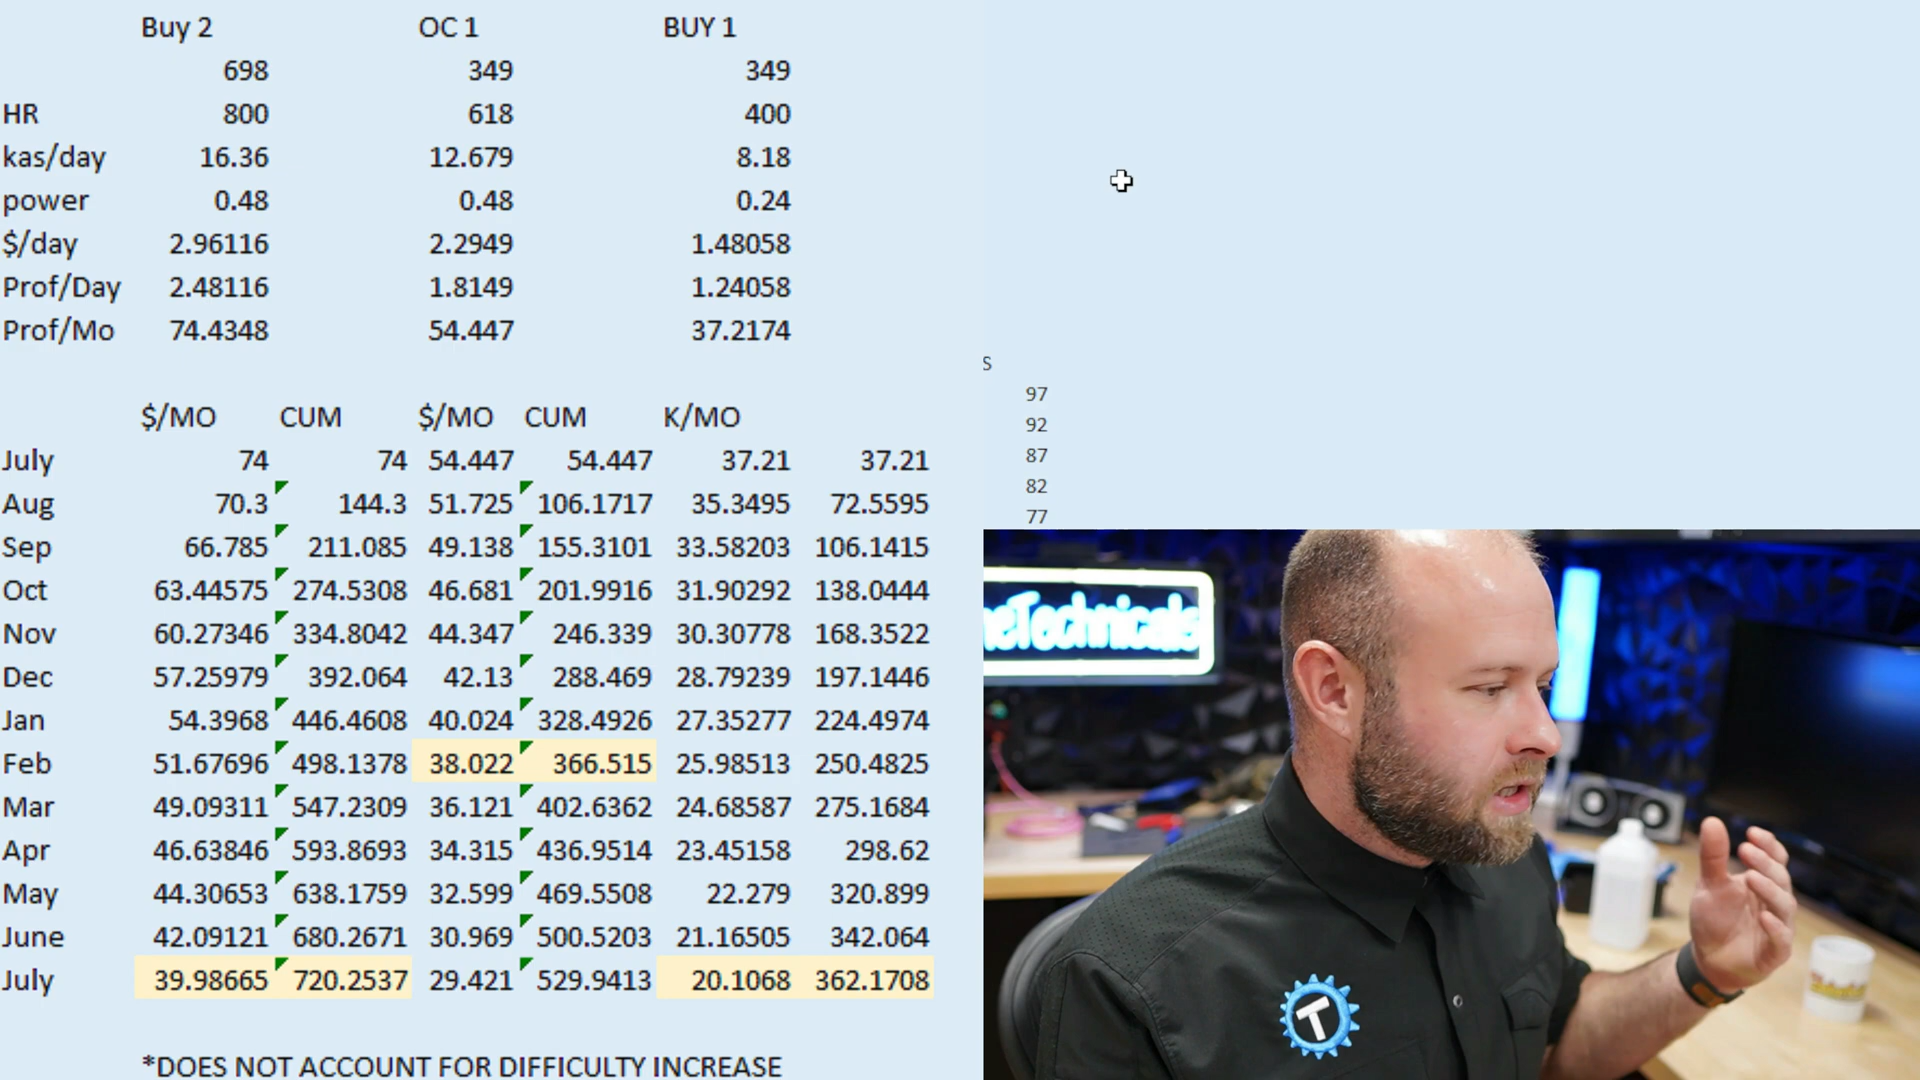 Buy 2 OC 1 BUY 1
698 349 349
HR 800 618 400
kas/day 16.36 12.679 8.18
power 0.48 0.48 0.24
$/day 2.96116 2.2949 1.48058
Prof/Day 2.48116 1.8149 1.24058
Prof/Mo 74.4348 54.447 37.2174
$/MO CUM $/MO CUM K/MO
July 74 74 54.447 54.447 37.21 37.21
Aug 70.3 144.3 51.725 106.1717 35.3495 72.5595
Sep 66.785 211.085 49.138 155.3101 33.58203 106.1415
Oct 63.44575 274.5308 46.681 201.9916 31.90292 138.0444
Nov 60.27346 334.8042 44.347 246.339 30.30778 168.3522
Dec 57.25979 392.064 42.13 288.469 28.79239 197.1446
Jan 54.3968 446.4608 40.024 328.4926 27.35277 224.4974
Feb 51.67696 498.1378 38.022 366.515 25.98513 250.4825
Mar 49.09311 547.2309 36.121 402.6362 24.68587 275.1684
Apr 46.63846 593.8693 34.315 436.9514 23.45158 298.62
May 44.30653 638.1759 32.599 469.5508 22.279 320.899
June 42.09121 680.2671 30.969 500.5203 21.16505 342.064
July 39.98665 720.2537 29.421 529.9413 20.1068 362.1708
*DOES NOT ACCOUNT FOR DIFFICULTY INCREASE
S
97
92
87
82
77
neTechnicals
T